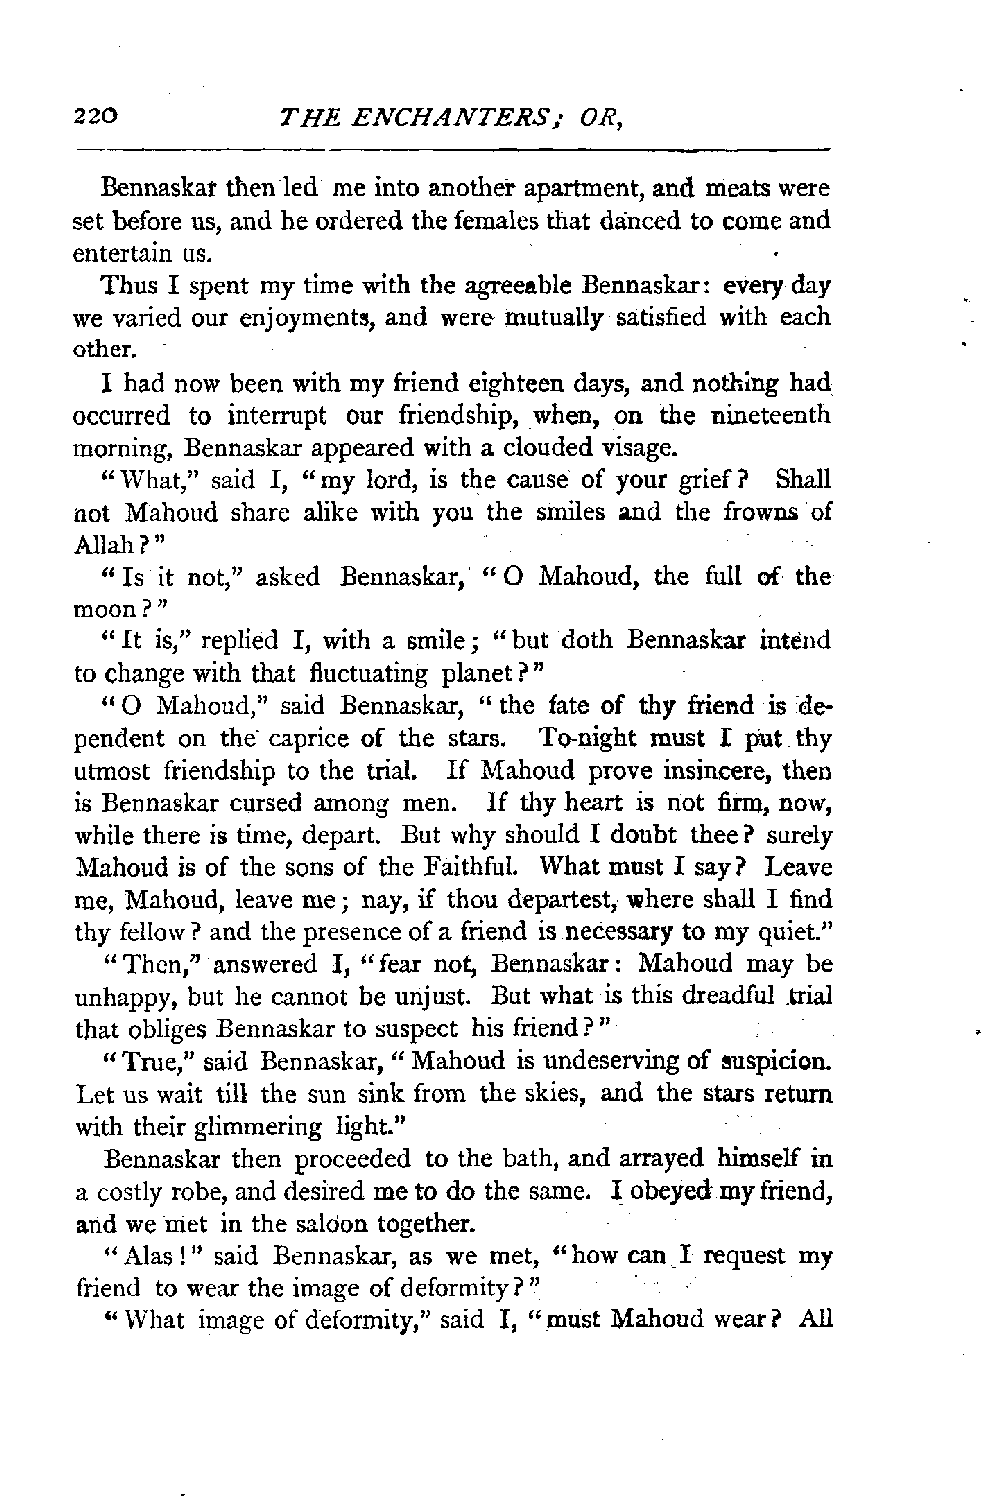 220 THE ENCHANTERS; OR,
Bennaskar then led me into another apartment, and meats were
set before us, and he ordered the females that danced to come and
entertain us.
Thus I spent my time with the agreeable Bennaskar: every day
we varied our enjoyments, and were mutually satisfied with each
other.
I had now been with my friend eighteen days, and nothing had
occurred to interrupt our friendship, when, on the nineteenth
morning, Bennaskar appeared with a clouded visage.
“What,” said I, “my lord, is the cause of your grief? Shall
not Mahoud share alike with you the smiles and the frowns of
Allah?”
“Is it not,” asked Bennaskar, “O Mahoud, the full of the
moon?”
“It is,” replied I, with a smile; “but doth Bennaskar intend
to change with that fluctuating planet?”
“O Mahoud,” said Bennaskar, “the fate of thy friend is de-
pendent on the caprice of the stars. To-night must I put thy
utmost friendship to the trial. If Mahoud prove insincere, then
is Bennaskar cursed among men. If thy heart is not firm, now,
while there is time, depart. But why should I doubt thee? surely
Mahoud is of the sons of the Faithful. What must I say? Leave
me, Mahoud, leave me; nay, if thou departest, where shall I find
thy fellow? and the presence of a friend is necessary to my quiet.”
“Then,” answered I, “fear not, Bennaskar: Mahoud may be
unhappy, but he cannot be unjust. But what is this dreadful trial
that obliges Bennaskar to suspect his friend?”
“True,” said Bennaskar, “Mahoud is undeserving of suspicion.
Let us wait till the sun sink from the skies, and the stars return
with their glimmering light.”
Bennaskar then proceeded to the bath, and arrayed himself in
a costly robe, and desired me to do the same. I obeyed my friend,
and we met in the saloon together.
“Alas!” said Bennaskar, as we met, “how can I request my
friend to wear the image of deformity?”
“What image of deformity,” said I, “must Mahoud wear? All